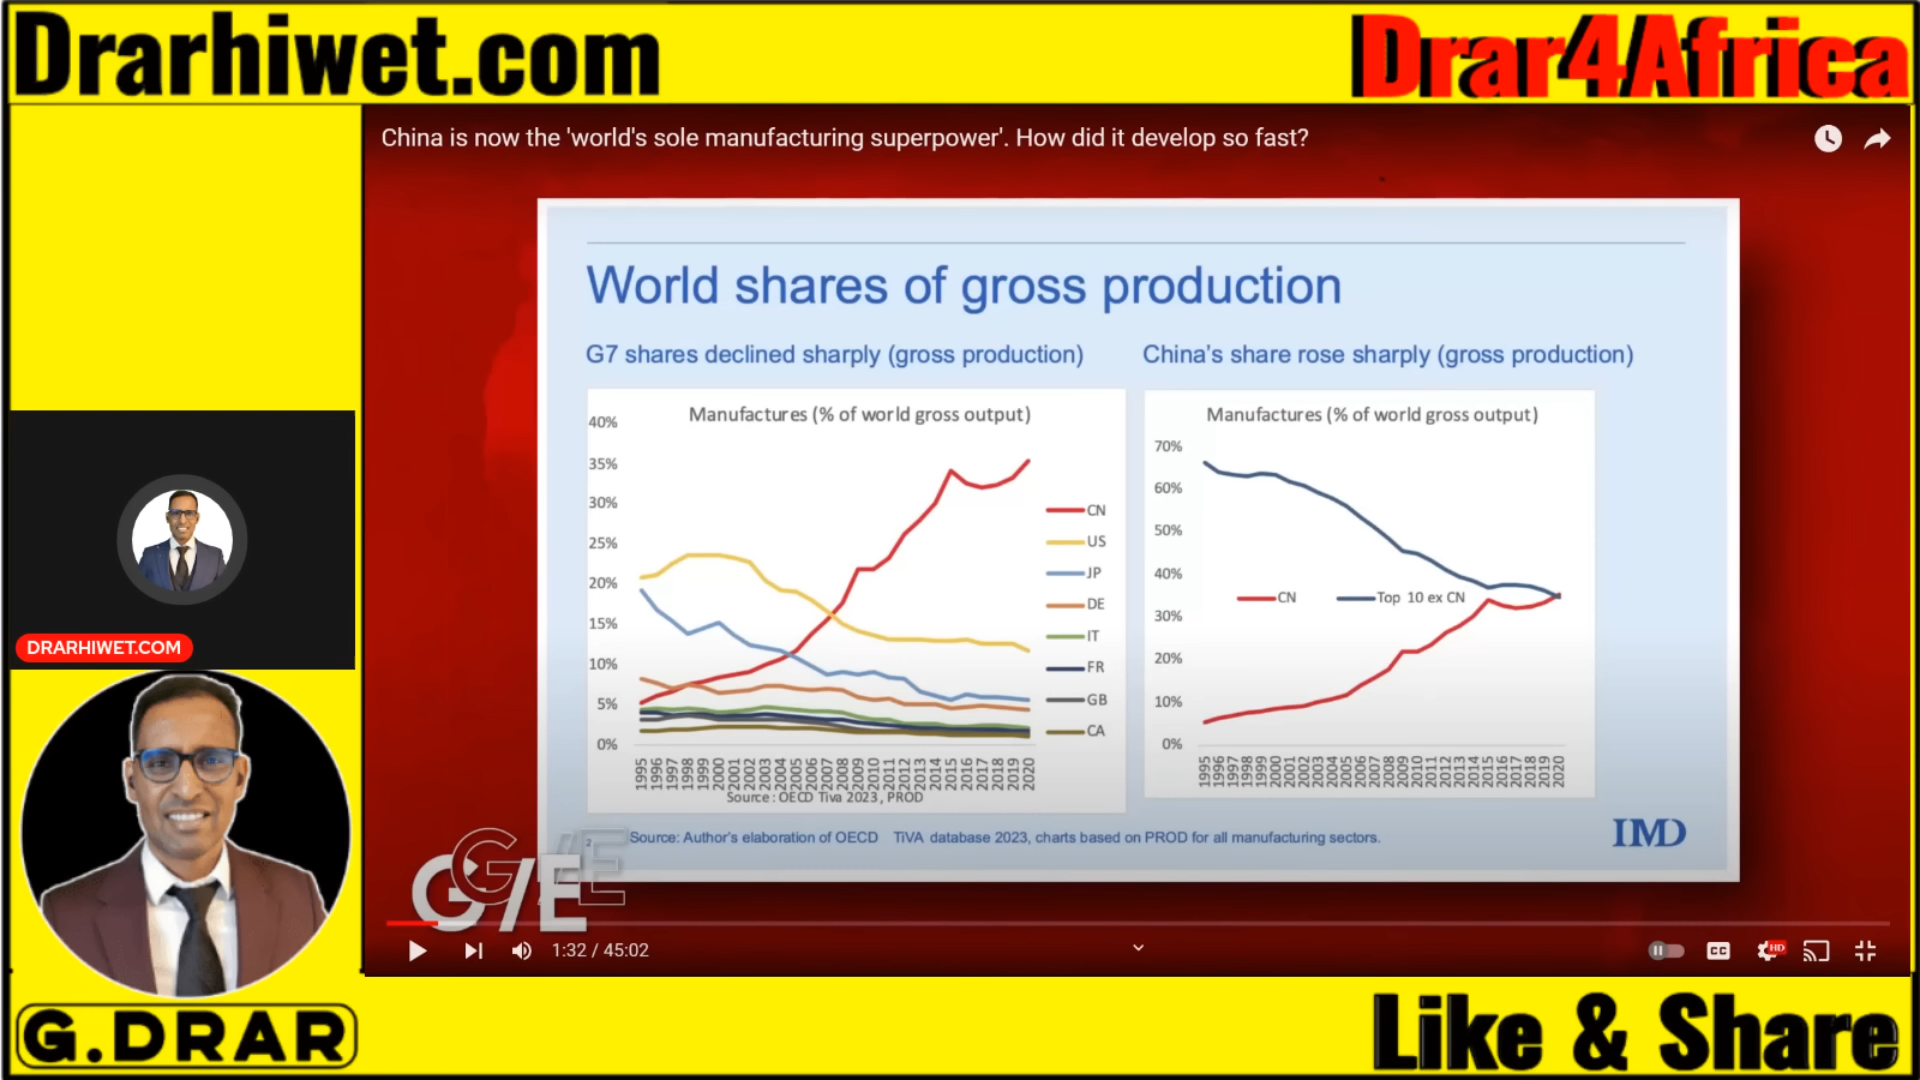 Drarhiwet.com
Drar4Africa
China is now the 'world's sole manufacturing superpower'. How did it develop so fast?
World shares of gross production
G7 shares declined sharply (gross production)
China's share rose sharply (gross production)
Manufactures (% of world gross output)
40%
35%
30%
25%
20%
15%
10%
5%
0%
CN
US
JP
DE
IT
FR
GB
CA
1995 1996 1997 1998 1999 2000 2001 2002 2003 2004 2005 2006 2007 2008 2009 2010 2011 2012 2013 2014 2015 2016 2017 2018 2019 2020
Source: OECD Tiva 2023, PROD
Manufactures (% of world gross output)
70%
60%
50%
40%
30%
20%
10%
0%
CN
Top 10 ex CN
1995 1996 1997 1998 1999 2000 2001 2002 2003 2004 2005 2006 2007 2008 2009 2010 2011 2012 2013 2014 2015 2016 2017 2018 2019 2020
2
Source: Author's elaboration of OECD TiVA database 2023, charts based on PROD for all manufacturing sectors.
IMD
G/E
G/E
1:32 / 45:02
CC
HD
DRARHIWET.COM
G.DRAR
Like & Share